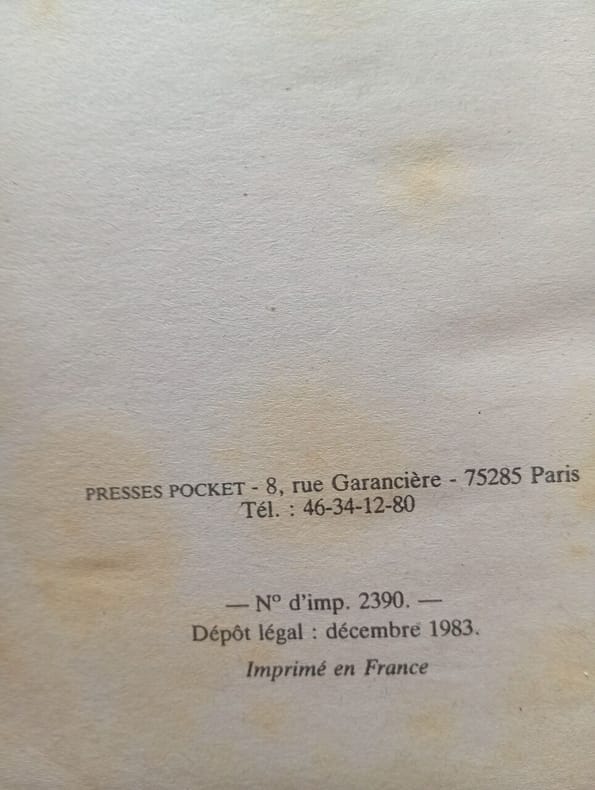 PRESSES POCKET - 8, rue Garancière - 75285 Paris
Tél. : 46-34-12-80
— Nº d'imp. 2390. —
Dépôt légal : décembre 1983.
Imprimé en France